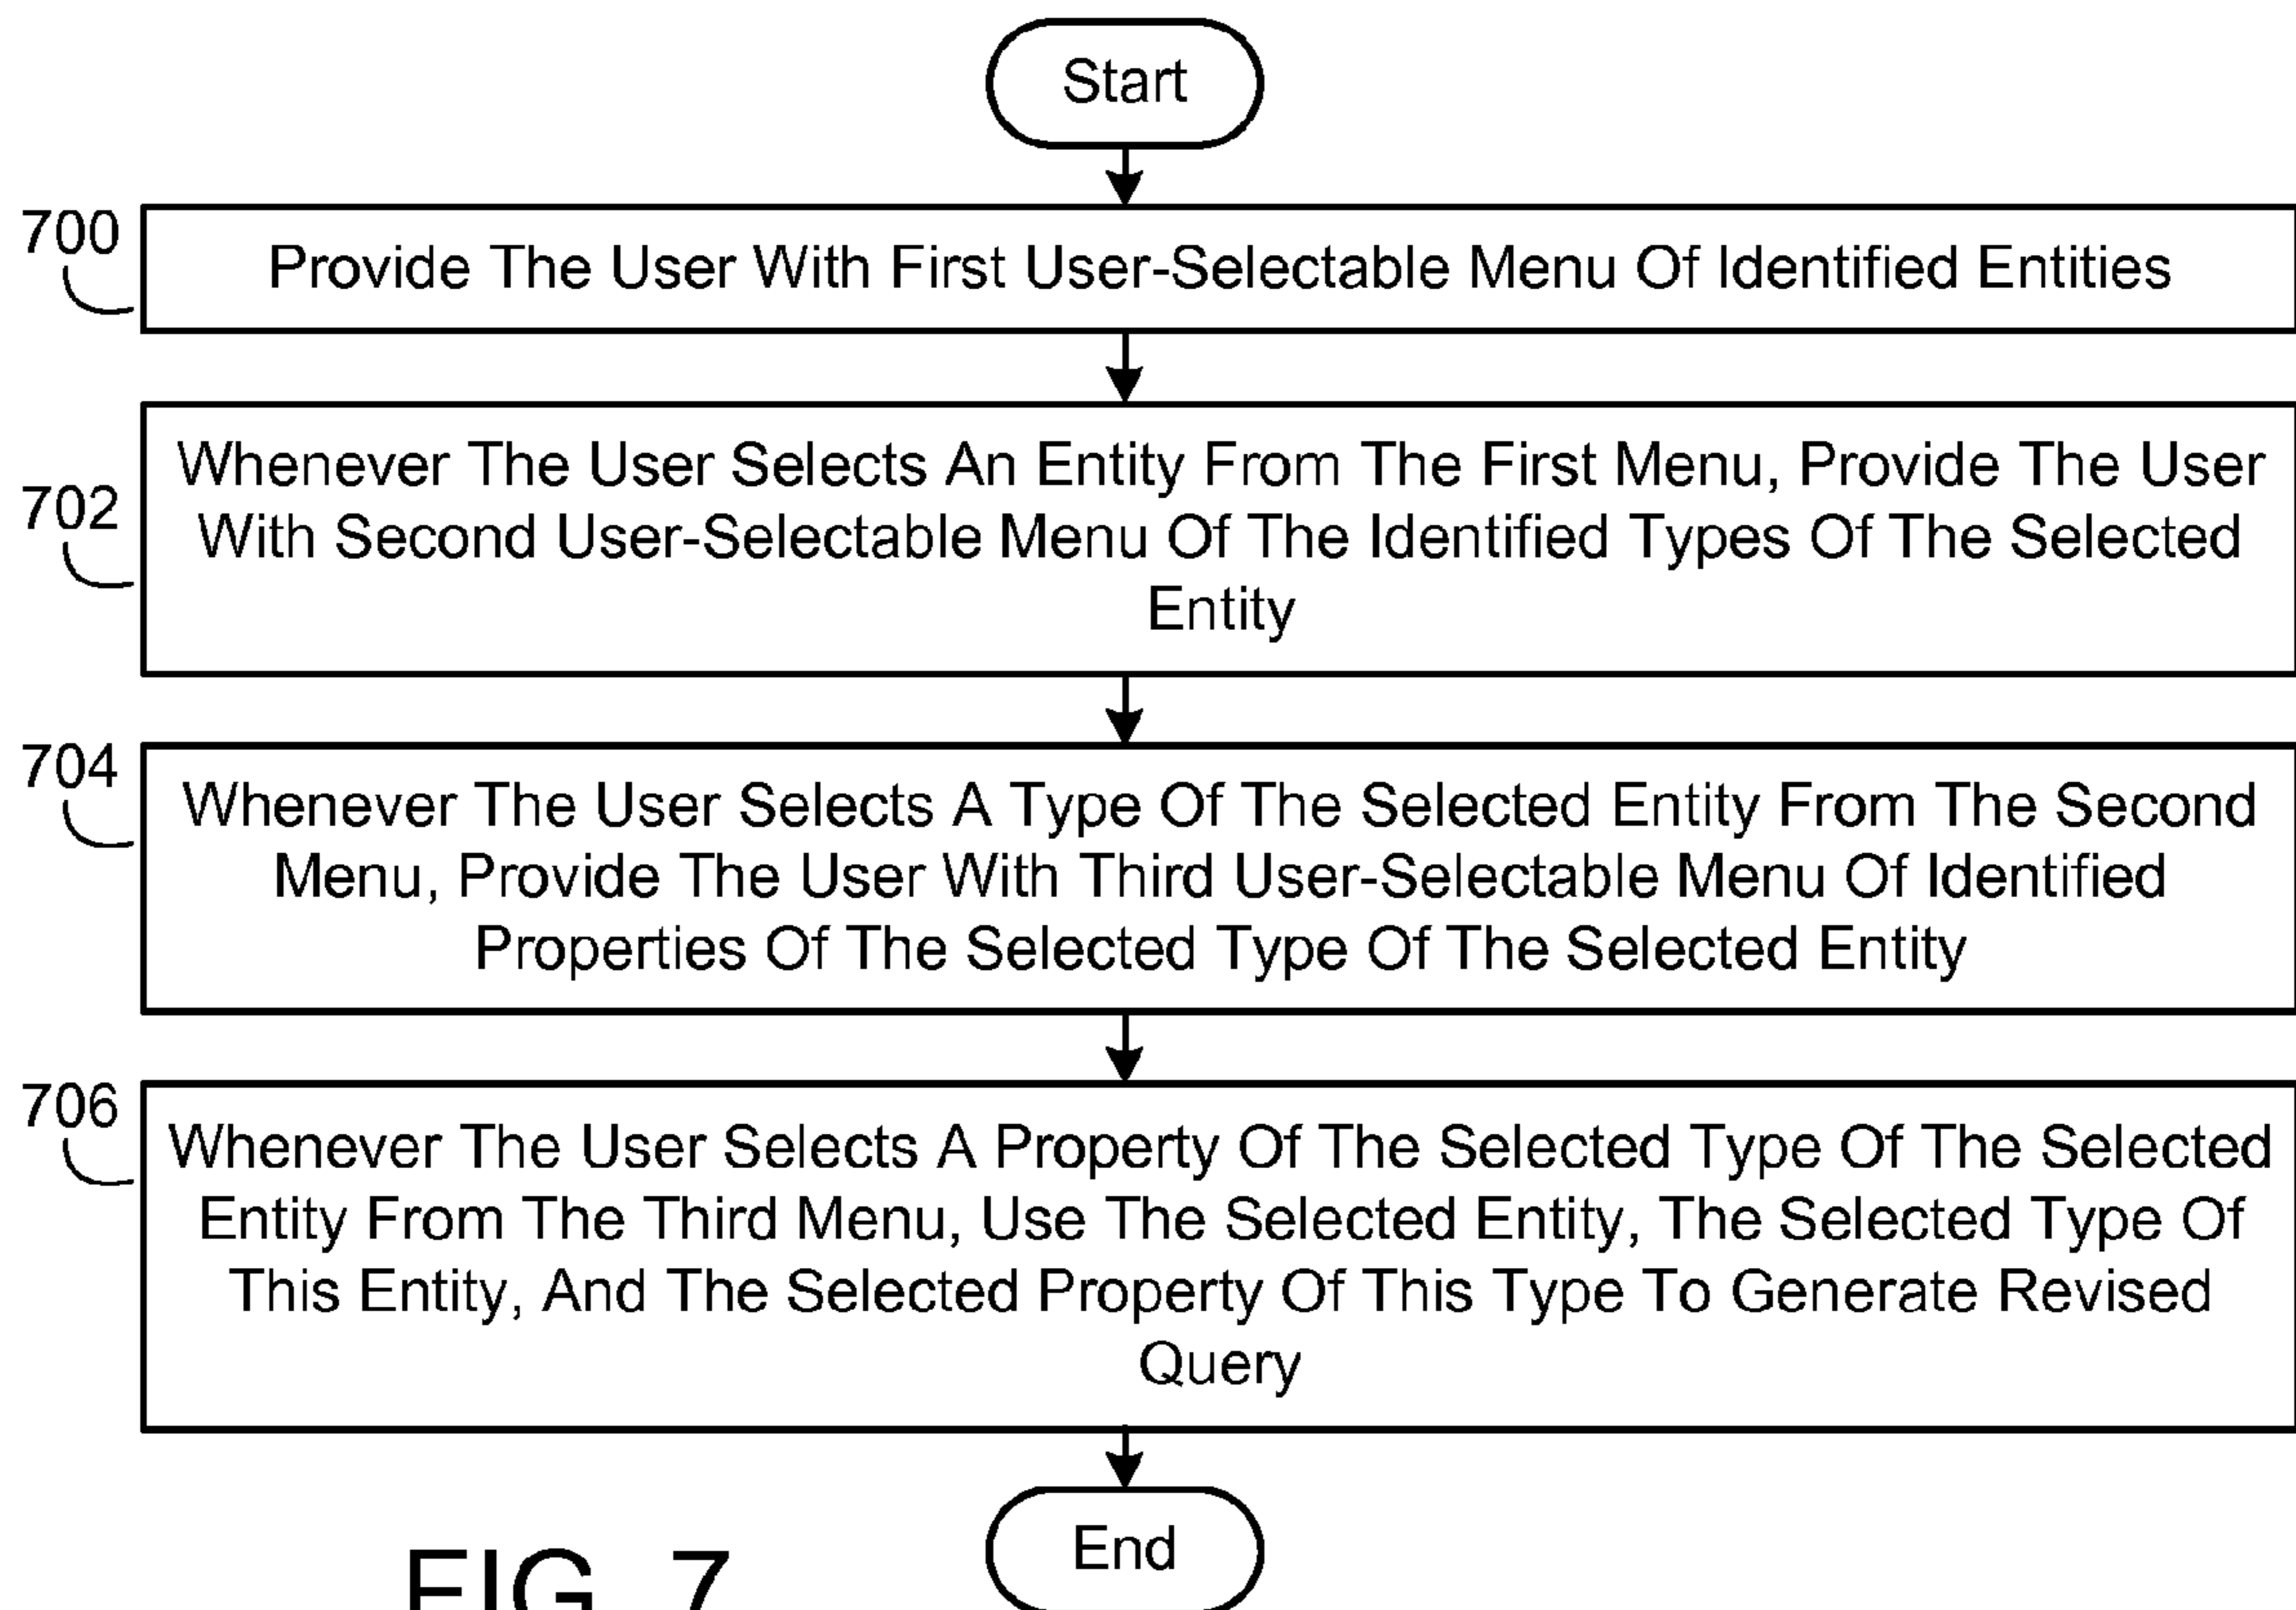 Start
700
Provide The User With First User-Selectable Menu Of Identified Entities
702
Whenever The User Selects An Entity From The First Menu, Provide The User
With Second User-Selectable Menu Of The Identified Types Of The Selected
Entity
704
Whenever The User Selects A Type Of The Selected Entity From The Second
Menu, Provide The User With Third User-Selectable Menu Of Identified
Properties Of The Selected Type Of The Selected Entity
706
Whenever The User Selects A Property Of The Selected Type Of The Selected
Entity From The Third Menu, Use The Selected Entity, The Selected Type Of
This Entity, And The Selected Property Of This Type To Generate Revised
Query
End
FIG. 7